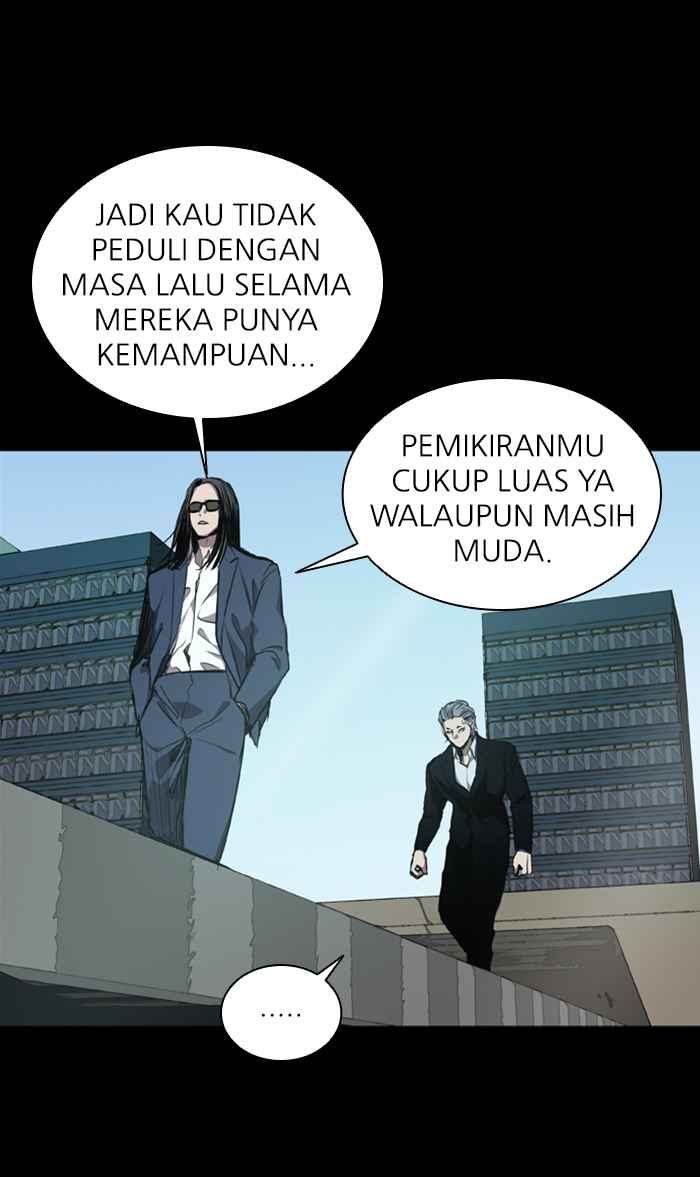 JADI KAU TIDAK
PEDULI DENGAN
MASA LALU SELAMA
MEREKA PUNYA
KEMAMPUAN...
PEMIKIRANMU
CUKUP LUAS YA
WALAUPUN MASIH
MUDA.
.....